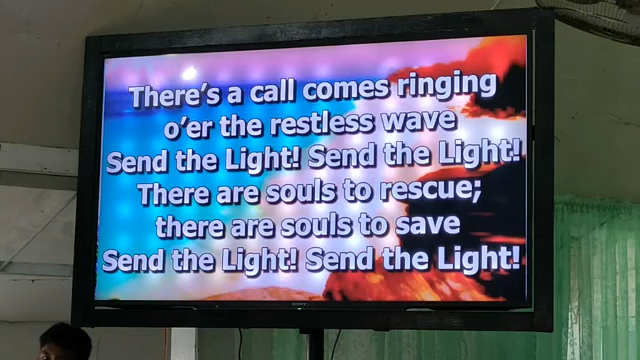 There's a call comes ringing
o'er the restless wave
Send the Light! Send the Light!
There are souls to rescue;
there are souls to save
Send the Light! Send the Light!
SONY